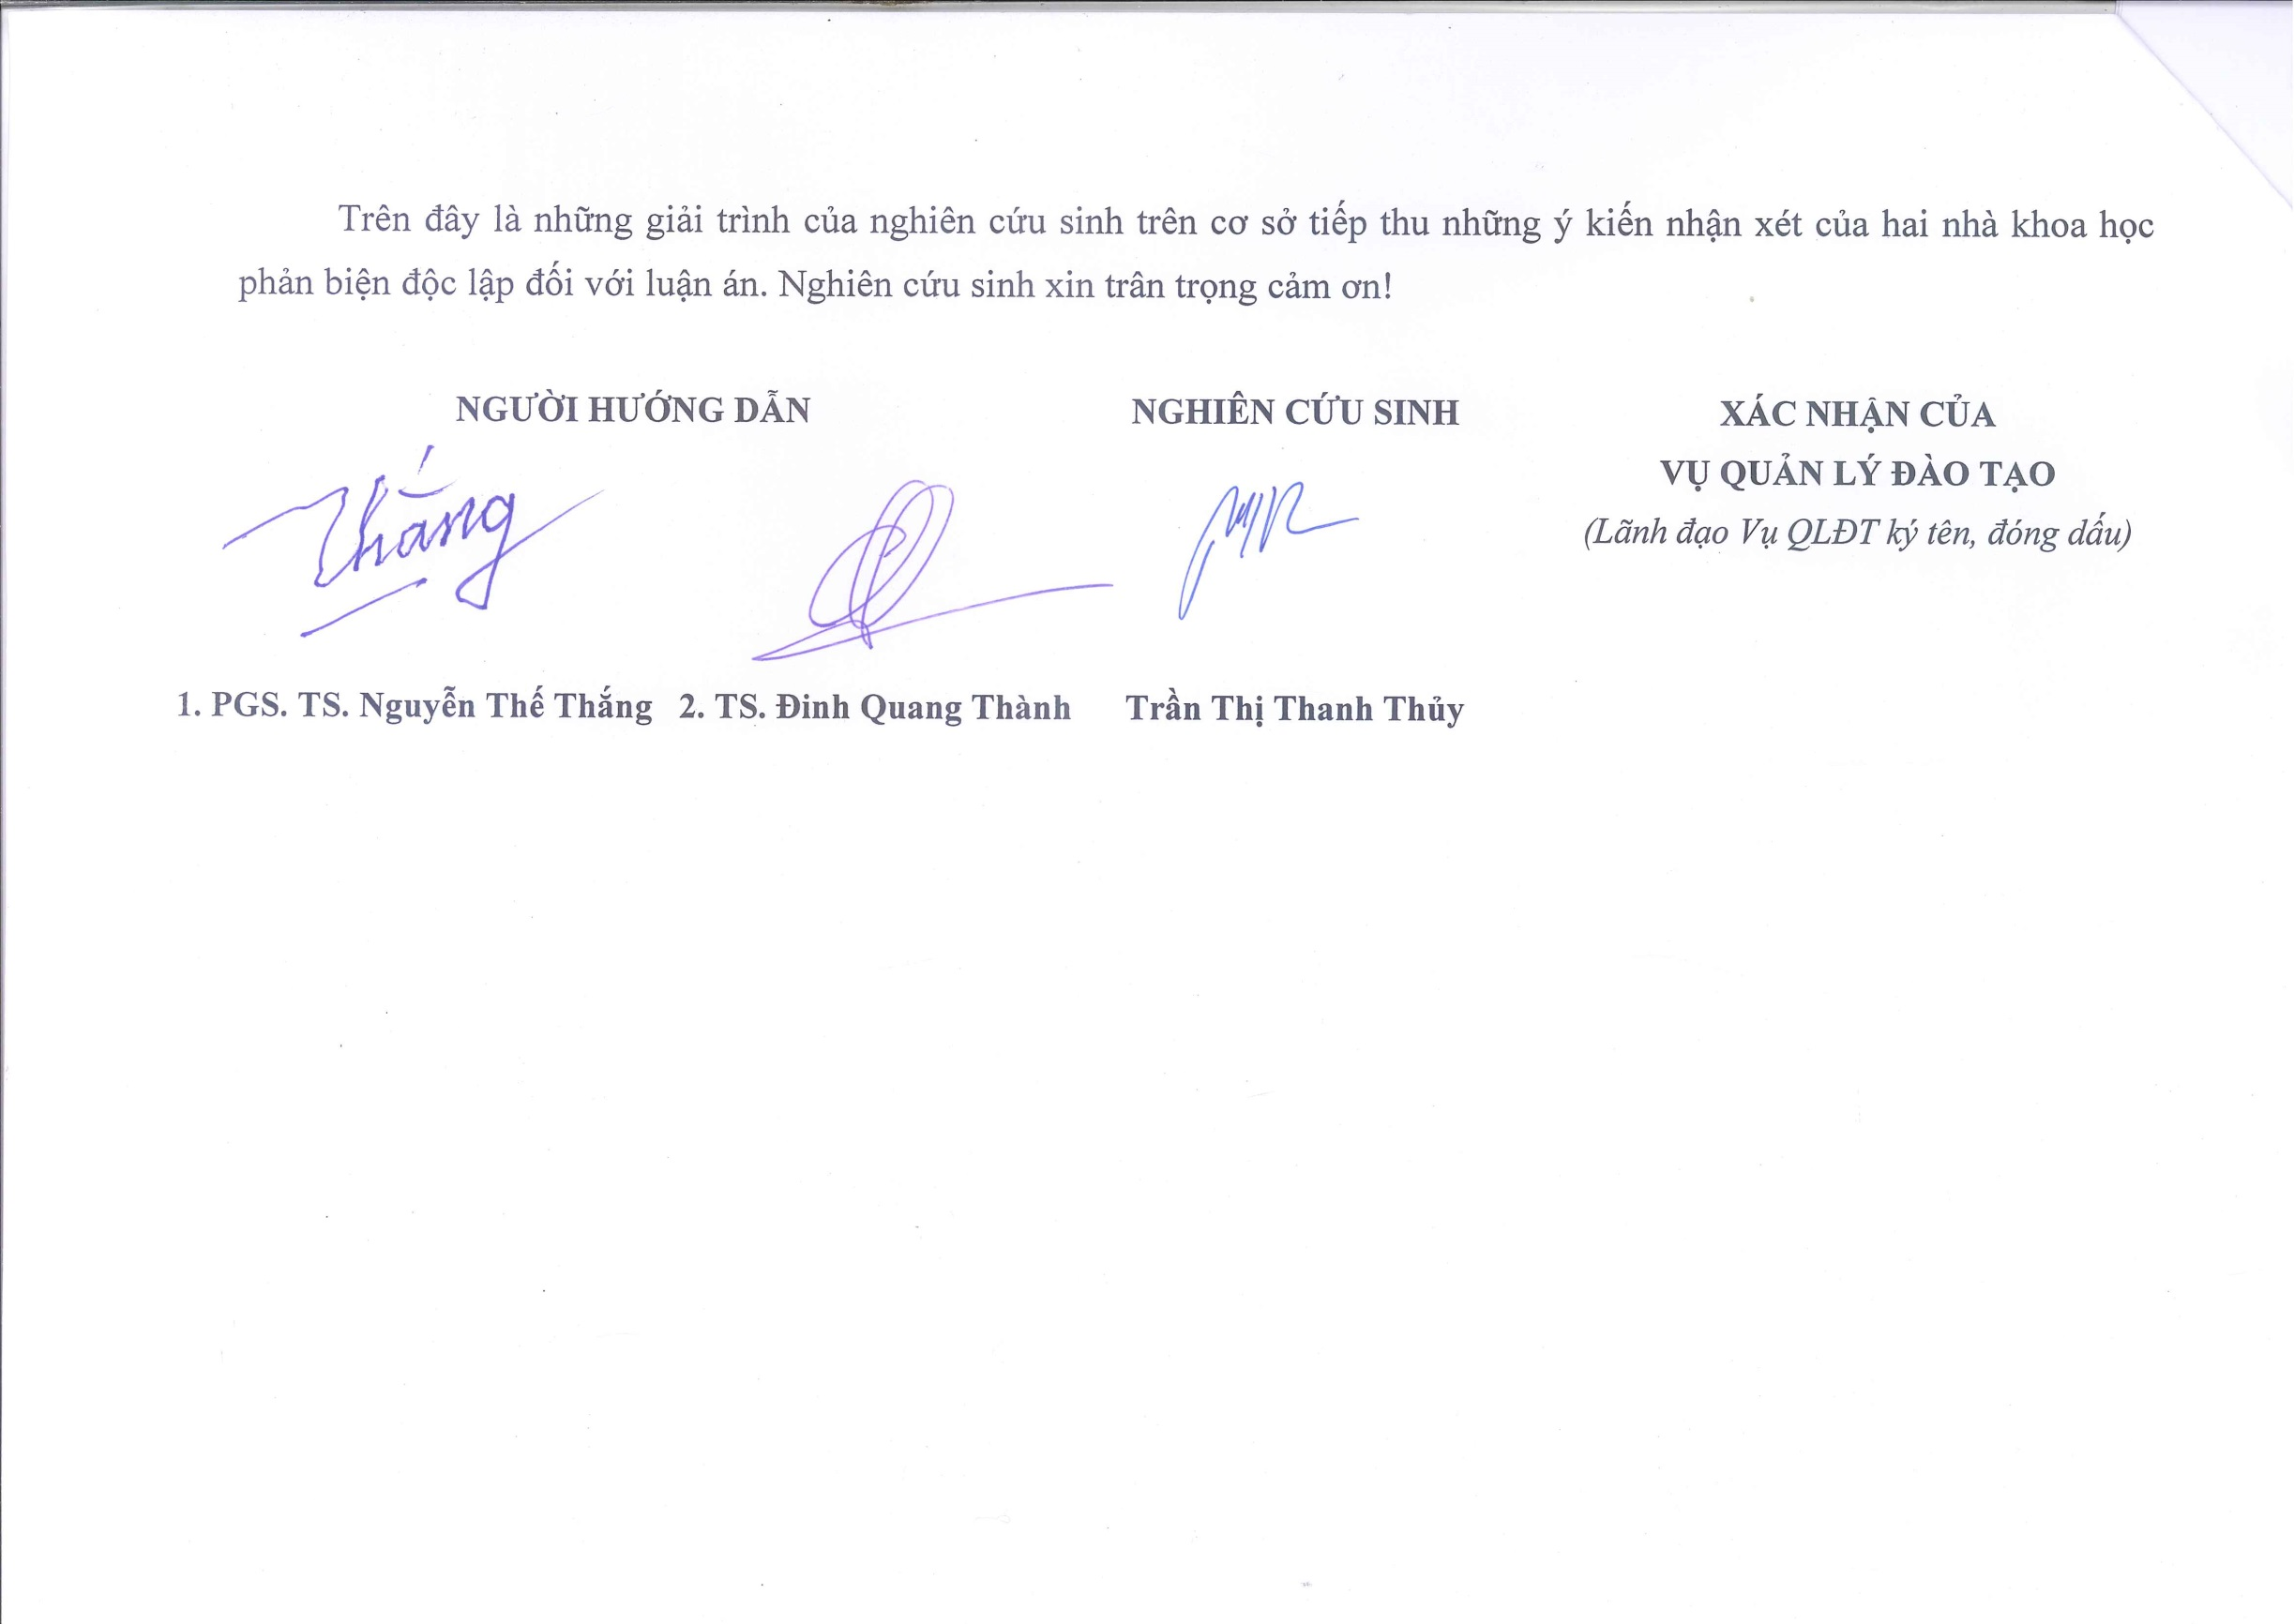 Trên đây là những giải trình của nghiên cứu sinh trên cơ sở tiếp thu những ý kiến nhận xét của hai nhà khoa học
phản biện độc lập đối với luận án. Nghiên cứu sinh xin trân trọng cảm ơn!
NGƯỜI HƯỚNG DẪN
NGHIÊN CỨU SINH
XÁC NHẬN CỦA
VỤ QUẢN LÝ ĐÀO TẠO
(Lãnh đạo Vụ QLĐT ký tên, đóng dấu)
Thắng
1. PGS. TS. Nguyễn Thế Thắng 2. TS. Đinh Quang Thành
Trần Thị Thanh Thủy